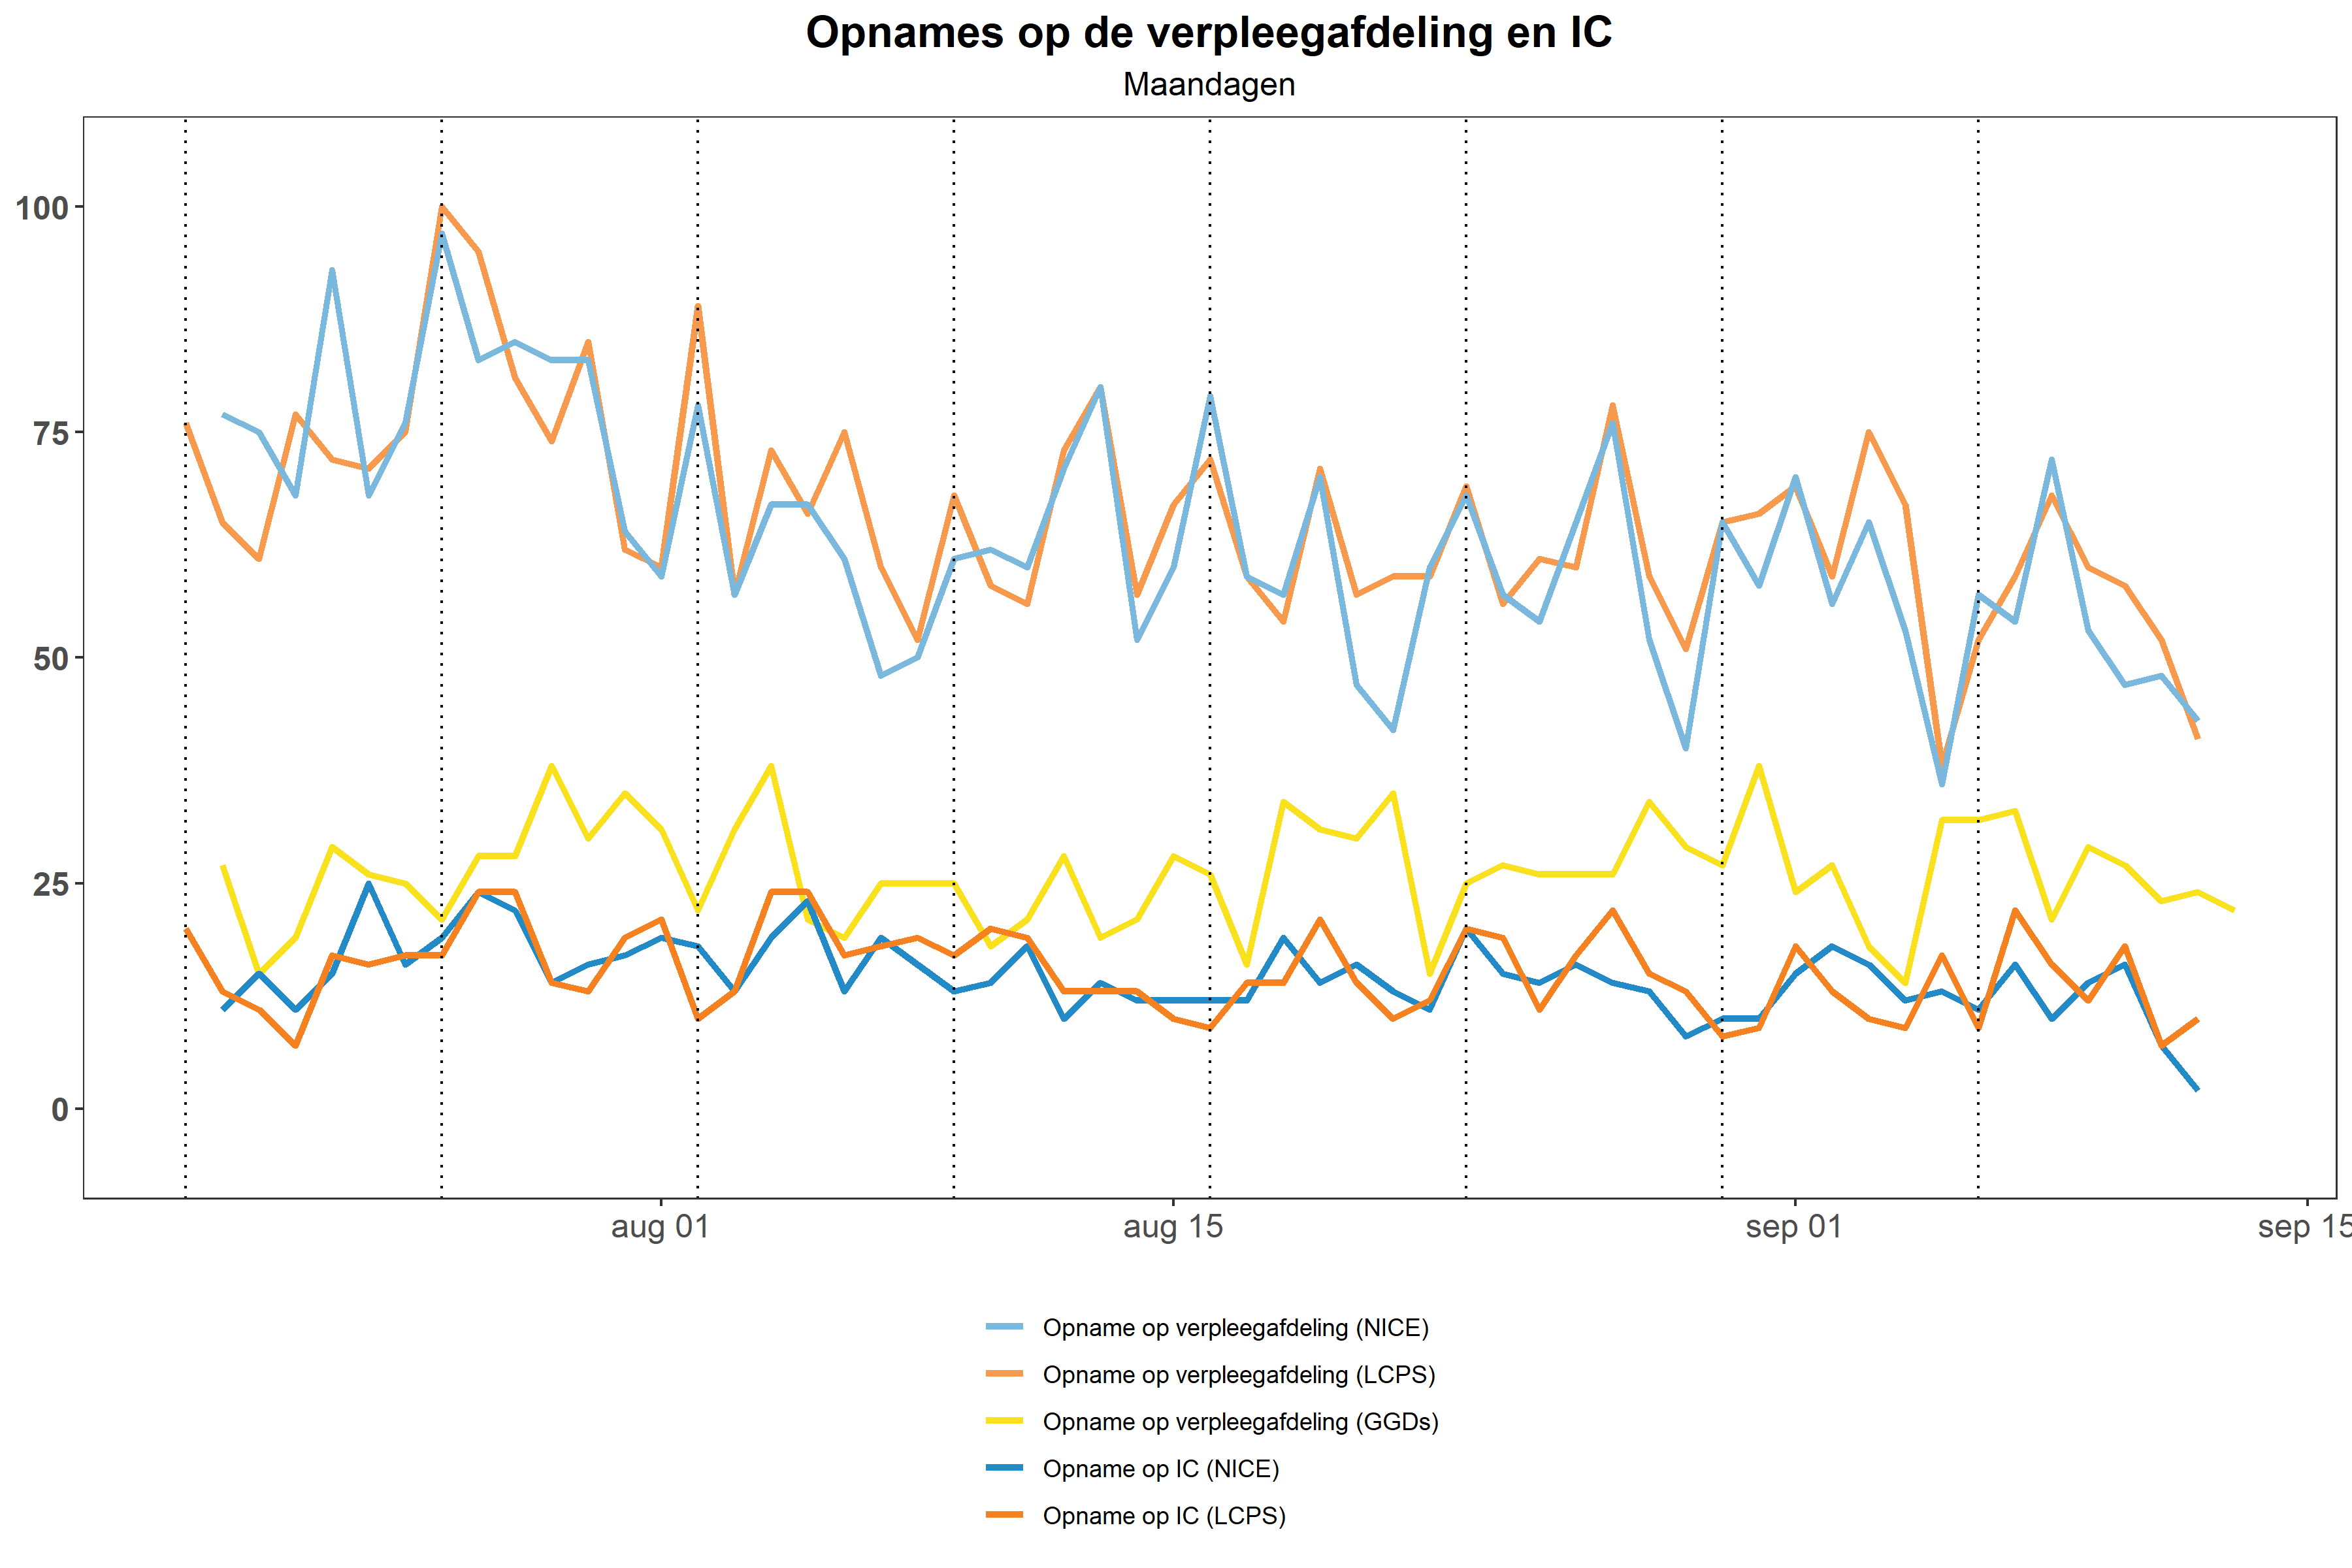 Opnames op de verpleegafdeling en IC
Maandagen
100
75
50
25
0
aug 01
aug 15
sep 01
sep 15
Opname op verpleegafdeling (NICE)
Opname op verpleegafdeling (LCPS)
Opname op verpleegafdeling (GGDs)
Opname op IC (NICE)
Opname op IC (LCPS)